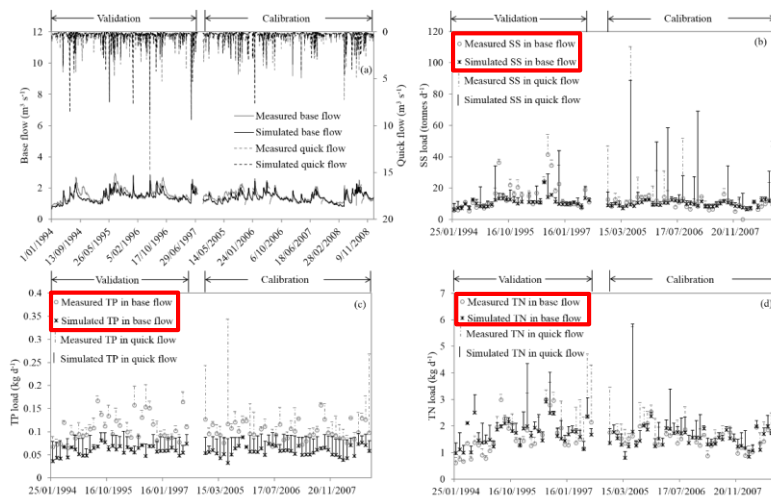 Validation
Calibration
12
10
8
6
4
2
0
0
5
10
15
20
Base flow (m³ s⁻¹)
Quick flow (m³ s⁻¹)
(a)
Measured base flow
Simulated base flow
Measured quick flow
Simulated quick flow
1/01/1994
13/09/1994
26/05/1995
5/02/1996
17/10/1996
29/06/1997
14/05/2005
24/01/2006
6/10/2006
18/06/2007
28/02/2008
9/11/2008
Validation
Calibration
120
100
80
60
40
20
0
SS load (tonnes d⁻¹)
(b)
Measured SS in base flow
Simulated SS in base flow
Measured SS in quick flow
Simulated SS in quick flow
25/01/1994
16/10/1995
16/01/1997
15/03/2005
17/07/2006
20/11/2007
Validation
Calibration
0.4
0.35
0.3
0.25
0.2
0.15
0.1
0.05
0
TP load (kg d⁻¹)
(c)
Measured TP in base flow
Simulated TP in base flow
Measured TP in quick flow
Simulated TP in quick flow
25/01/1994
16/10/1995
16/01/1997
15/03/2005
17/07/2006
20/11/2007
Validation
Calibration
7
6
5
4
3
2
1
0
TN load (kg d⁻¹)
(d)
Measured TN in base flow
Simulated TN in base flow
Measured TN in quick flow
Simulated TN in quick flow
25/01/1994
16/10/1995
16/01/1997
15/03/2005
17/07/2006
20/11/2007